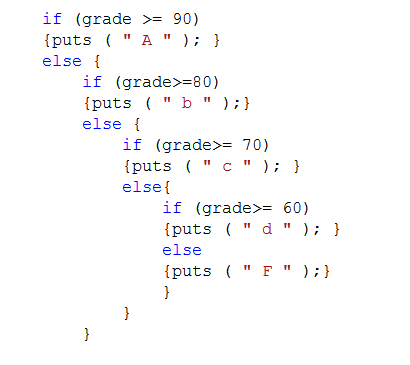 if (grade >= 90)
{puts ( " A " ); }
else {
if (grade>=80)
{puts ( " b " );}
else {
if (grade>= 70)
{puts ( " c " ); }
else{
if (grade>= 60)
{puts ( " d " ); }
else
{puts ( " F " );}
}
}
}